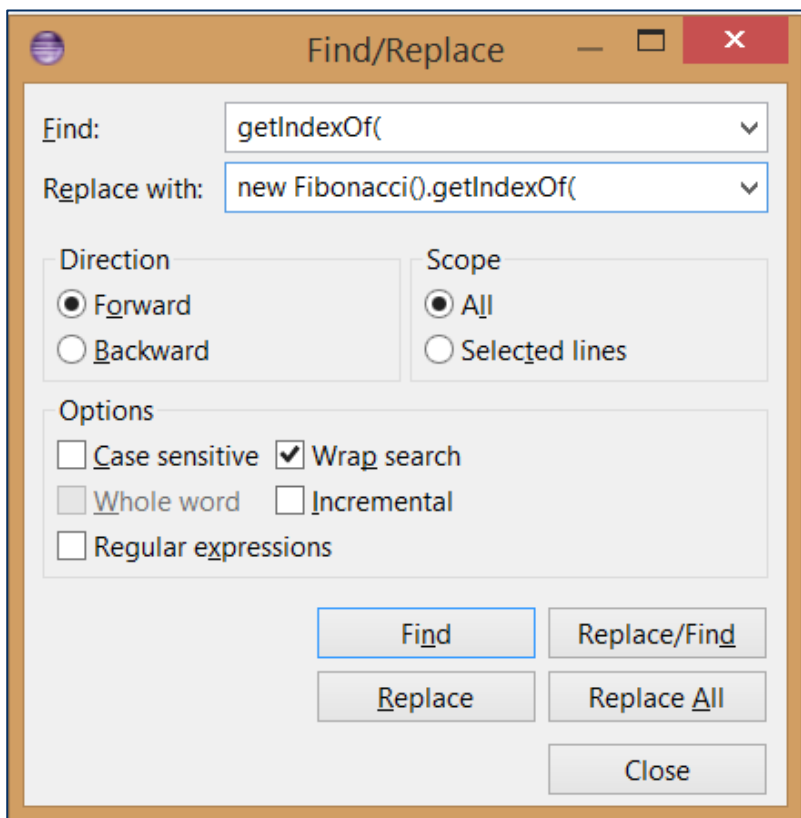 Find/Replace
Find: getIndexOf(
Replace with: new Fibonacci().getIndexOf(
Direction Scope
Forward All
Backward Selected lines
Options
Case sensitive Wrap search
Whole word Incremental
Regular expressions
Find Replace/Find
Replace Replace All
Close